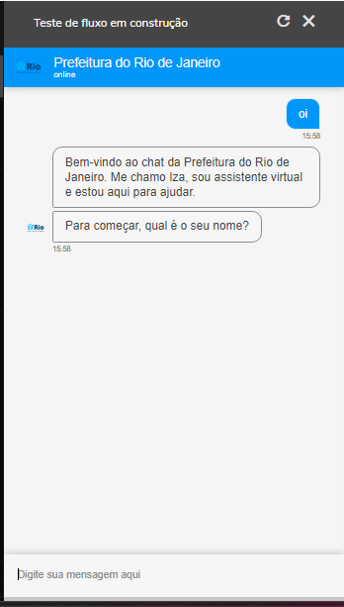 Teste de fluxo em construção
Rio
Prefeitura do Rio de Janeiro
online
oi
15:58
Bem-vindo ao chat da Prefeitura do Rio de
Janeiro. Me chamo Iza, sou assistente virtual
e estou aqui para ajudar.
Rio
Para começar, qual é o seu nome?
15:58
Digite sua mensagem aqui